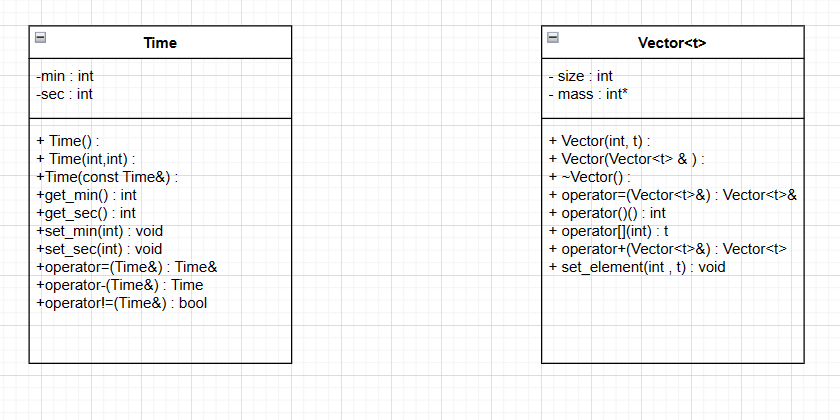 Time
-min : int
-sec : int
+ Time() :
+ Time(int,int) :
+Time(const Time&) :
+get_min() : int
+get_sec() : int
+set_min(int) : void
+set_sec(int) : void
+operator=(Time&) : Time&
+operator-(Time&) : Time
+operator!=(Time&) : bool
Vector<t>
- size : int
- mass : int*
+ Vector(int, t) :
+ Vector(Vector<t> & ) :
+ ~Vector() :
+ operator=(Vector<t>&) : Vector<t>&
+ operator()() : int
+ operator[](int) : t
+ operator+(Vector<t>&) : Vector<t>
+ set_element(int , t) : void